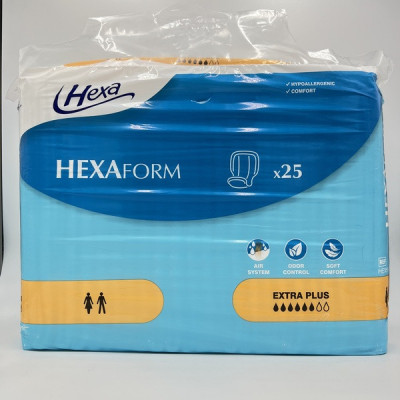 Hexa
✓ HYPOALLERGENIC
✓ COMFORT
HEXAFORM
x25
AIR SYSTEM
ODOR CONTROL
SOFT COMFORT
EXTRA PLUS